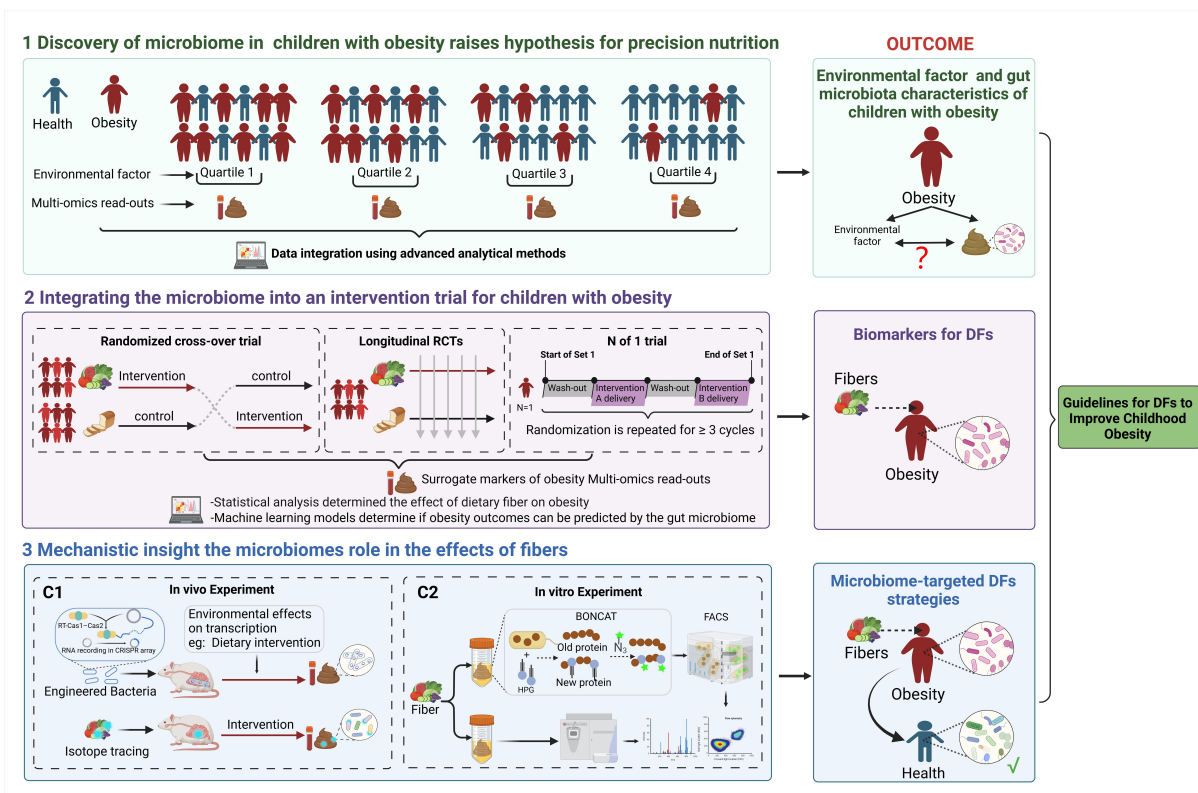 1 Discovery of microbiome in children with obesity raises hypothesis for precision nutrition
OUTCOME
Health
Obesity
Environmental factor
Quartile 1
Quartile 2
Quartile 3
Quartile 4
Multi-omics read-outs
Data integration using advanced analytical methods
Environmental factor and gut
microbiota characteristics of
children with obesity
Obesity
Environmental
factor
?
2 Integrating the microbiome into an intervention trial for children with obesity
Randomized cross-over trial
Intervention
control
control
Intervention
Longitudinal RCTs
N of 1 trial
Start of Set 1
End of Set 1
N=1
Wash-out
Intervention
A delivery
Wash-out
Intervention
B delivery
Randomization is repeated for ≥ 3 cycles
Surrogate markers of obesity Multi-omics read-outs
-Statistical analysis determined the effect of dietary fiber on obesity
-Machine learning models determine if obesity outcomes can be predicted by the gut microbiome
Biomarkers for DFs
Fibers
Obesity
Guidelines for DFs to
Improve Childhood
Obesity
3 Mechanistic insight the microbiomes role in the effects of fibers
C1
In vivo Experiment
RT-Cas1–Cas2
RNA recording in CRISPR array
Engineered Bacteria
Environmental effects
on transcription
eg: Dietary intervention
Isotope tracing
Intervention
C2
In vitro Experiment
Fiber
BONCAT
Old protein
+
HPG
New protein
N3
FACS
Microbiome-targeted DFs
strategies
Fibers
Obesity
Health
√